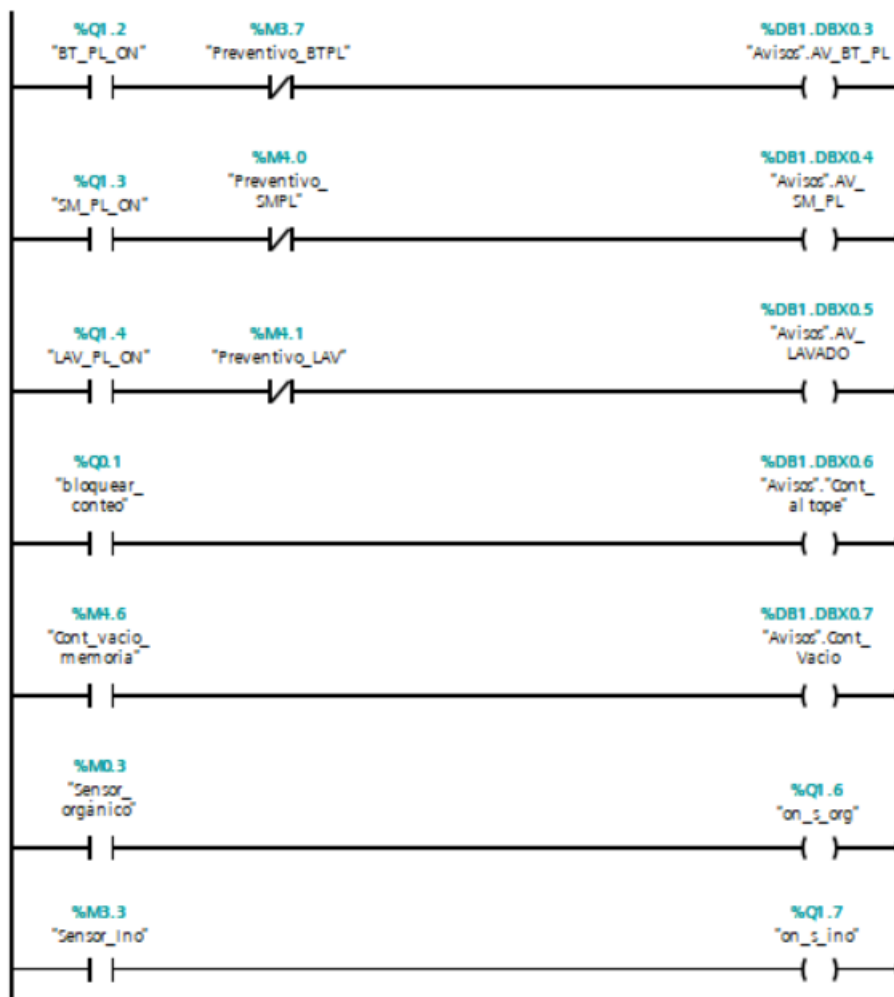 %Q1.2
"BT_PL_ON"
%M3.7
"Preventivo_BTPL"
%DB1.DBX0.3
"Avisos".AV_BT_PL
%Q1.3
"SM_PL_ON"
%M4.0
"Preventivo_
SMPL"
%DB1.DBX0.4
"Avisos".AV_
SM_PL
%Q1.4
"LAV_PL_ON"
%M4.1
"Preventivo_LAV"
%DB1.DBX0.5
"Avisos".AV_
LAVADO
%Q0.1
"bloquear_
conteo"
%DB1.DBX0.6
"Avisos"."Cont_
al tope"
%M4.6
"Cont_vacio_
memoria"
%DB1.DBX0.7
"Avisos".Cont_
Vacio
%M0.3
"Sensor_
orgánico"
%Q1.6
"on_s_org"
%M3.3
"Sensor_Ino"
%Q1.7
"on_s_ino"